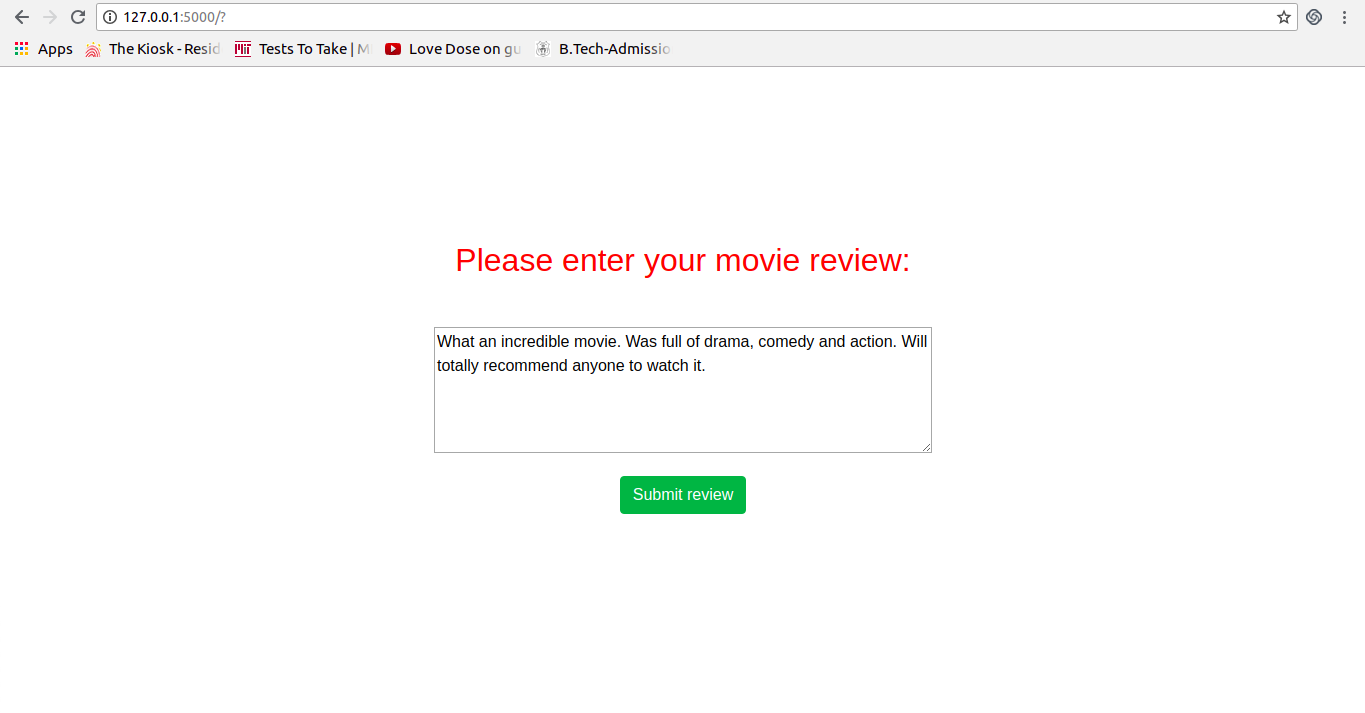 127.0.0.1:5000/?
Apps The Kiosk - Resid Tests To Take | M Love Dose on gu B.Tech-Admissio
Please enter your movie review:
What an incredible movie. Was full of drama, comedy and action. Will
totally recommend anyone to watch it.
Submit review